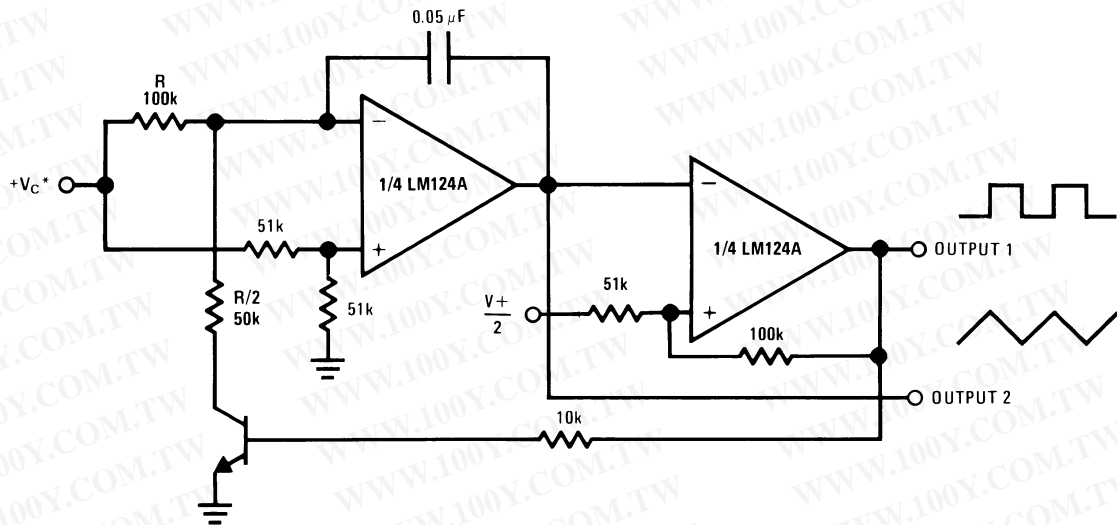 0.05 μF
R
100k
+VC*
−
1/4 LM124A
+
51k
51k
R/2
50k
−
1/4 LM124A
+
51k
V+
2
100k
OUTPUT 1
OUTPUT 2
10k
WWW.100Y.COM.TW